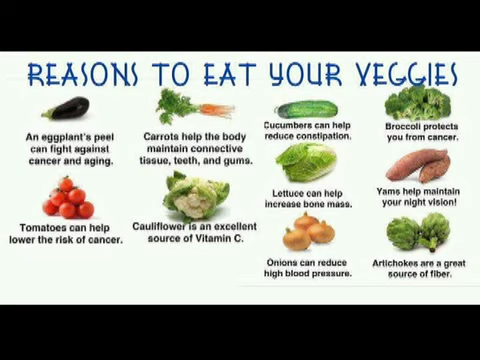 REASONS TO EAT YOUR VEGGIES
An eggplant's peel
can fight against
cancer and aging.
Carrots help the body
maintain connective
tissue, teeth, and gums.
Cucumbers can help
reduce constipation.
Broccoli protects
you from cancer.
Lettuce can help
increase bone mass.
Yams help maintain
your night vision!
Tomatoes can help
lower the risk of cancer.
Cauliflower is an excellent
source of Vitamin C.
Onions can reduce
high blood pressure.
Artichokes are a great
source of fiber.